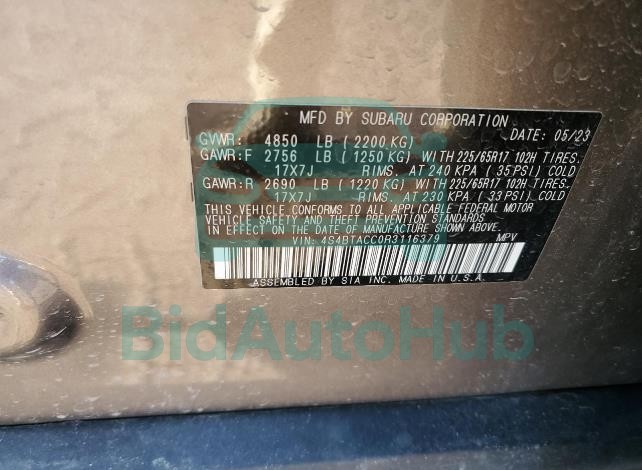 MFD BY SUBARU CORPORATION
GVWR: 4850 LB (2200 KG) DATE: 05/23
GAWR:F 2756 LB (1250 KG) WITH 225/65R17 102H TIRES.
17X7J RIMS. AT 240 KPA (35 PSI) COLD
GAWR:R 2690 LB (1220 KG) WITH 225/65R17 102H TIRES.
17X7J RIMS. AT 230 KPA (33 PSI) COLD
THIS VEHICLE CONFORMS TO ALL APPLICABLE FEDERAL MOTOR
VEHICLE SAFETY AND THEFT PREVENTION STANDARDS
IN EFFECT ON THE DATE OF MANUFACTURE SHOWN ABOVE.
VIN: 4S4BTACC0R3116379 MPV
ASSEMBLED BY SIA INC. MADE IN U.S.A.
BidAutoHub